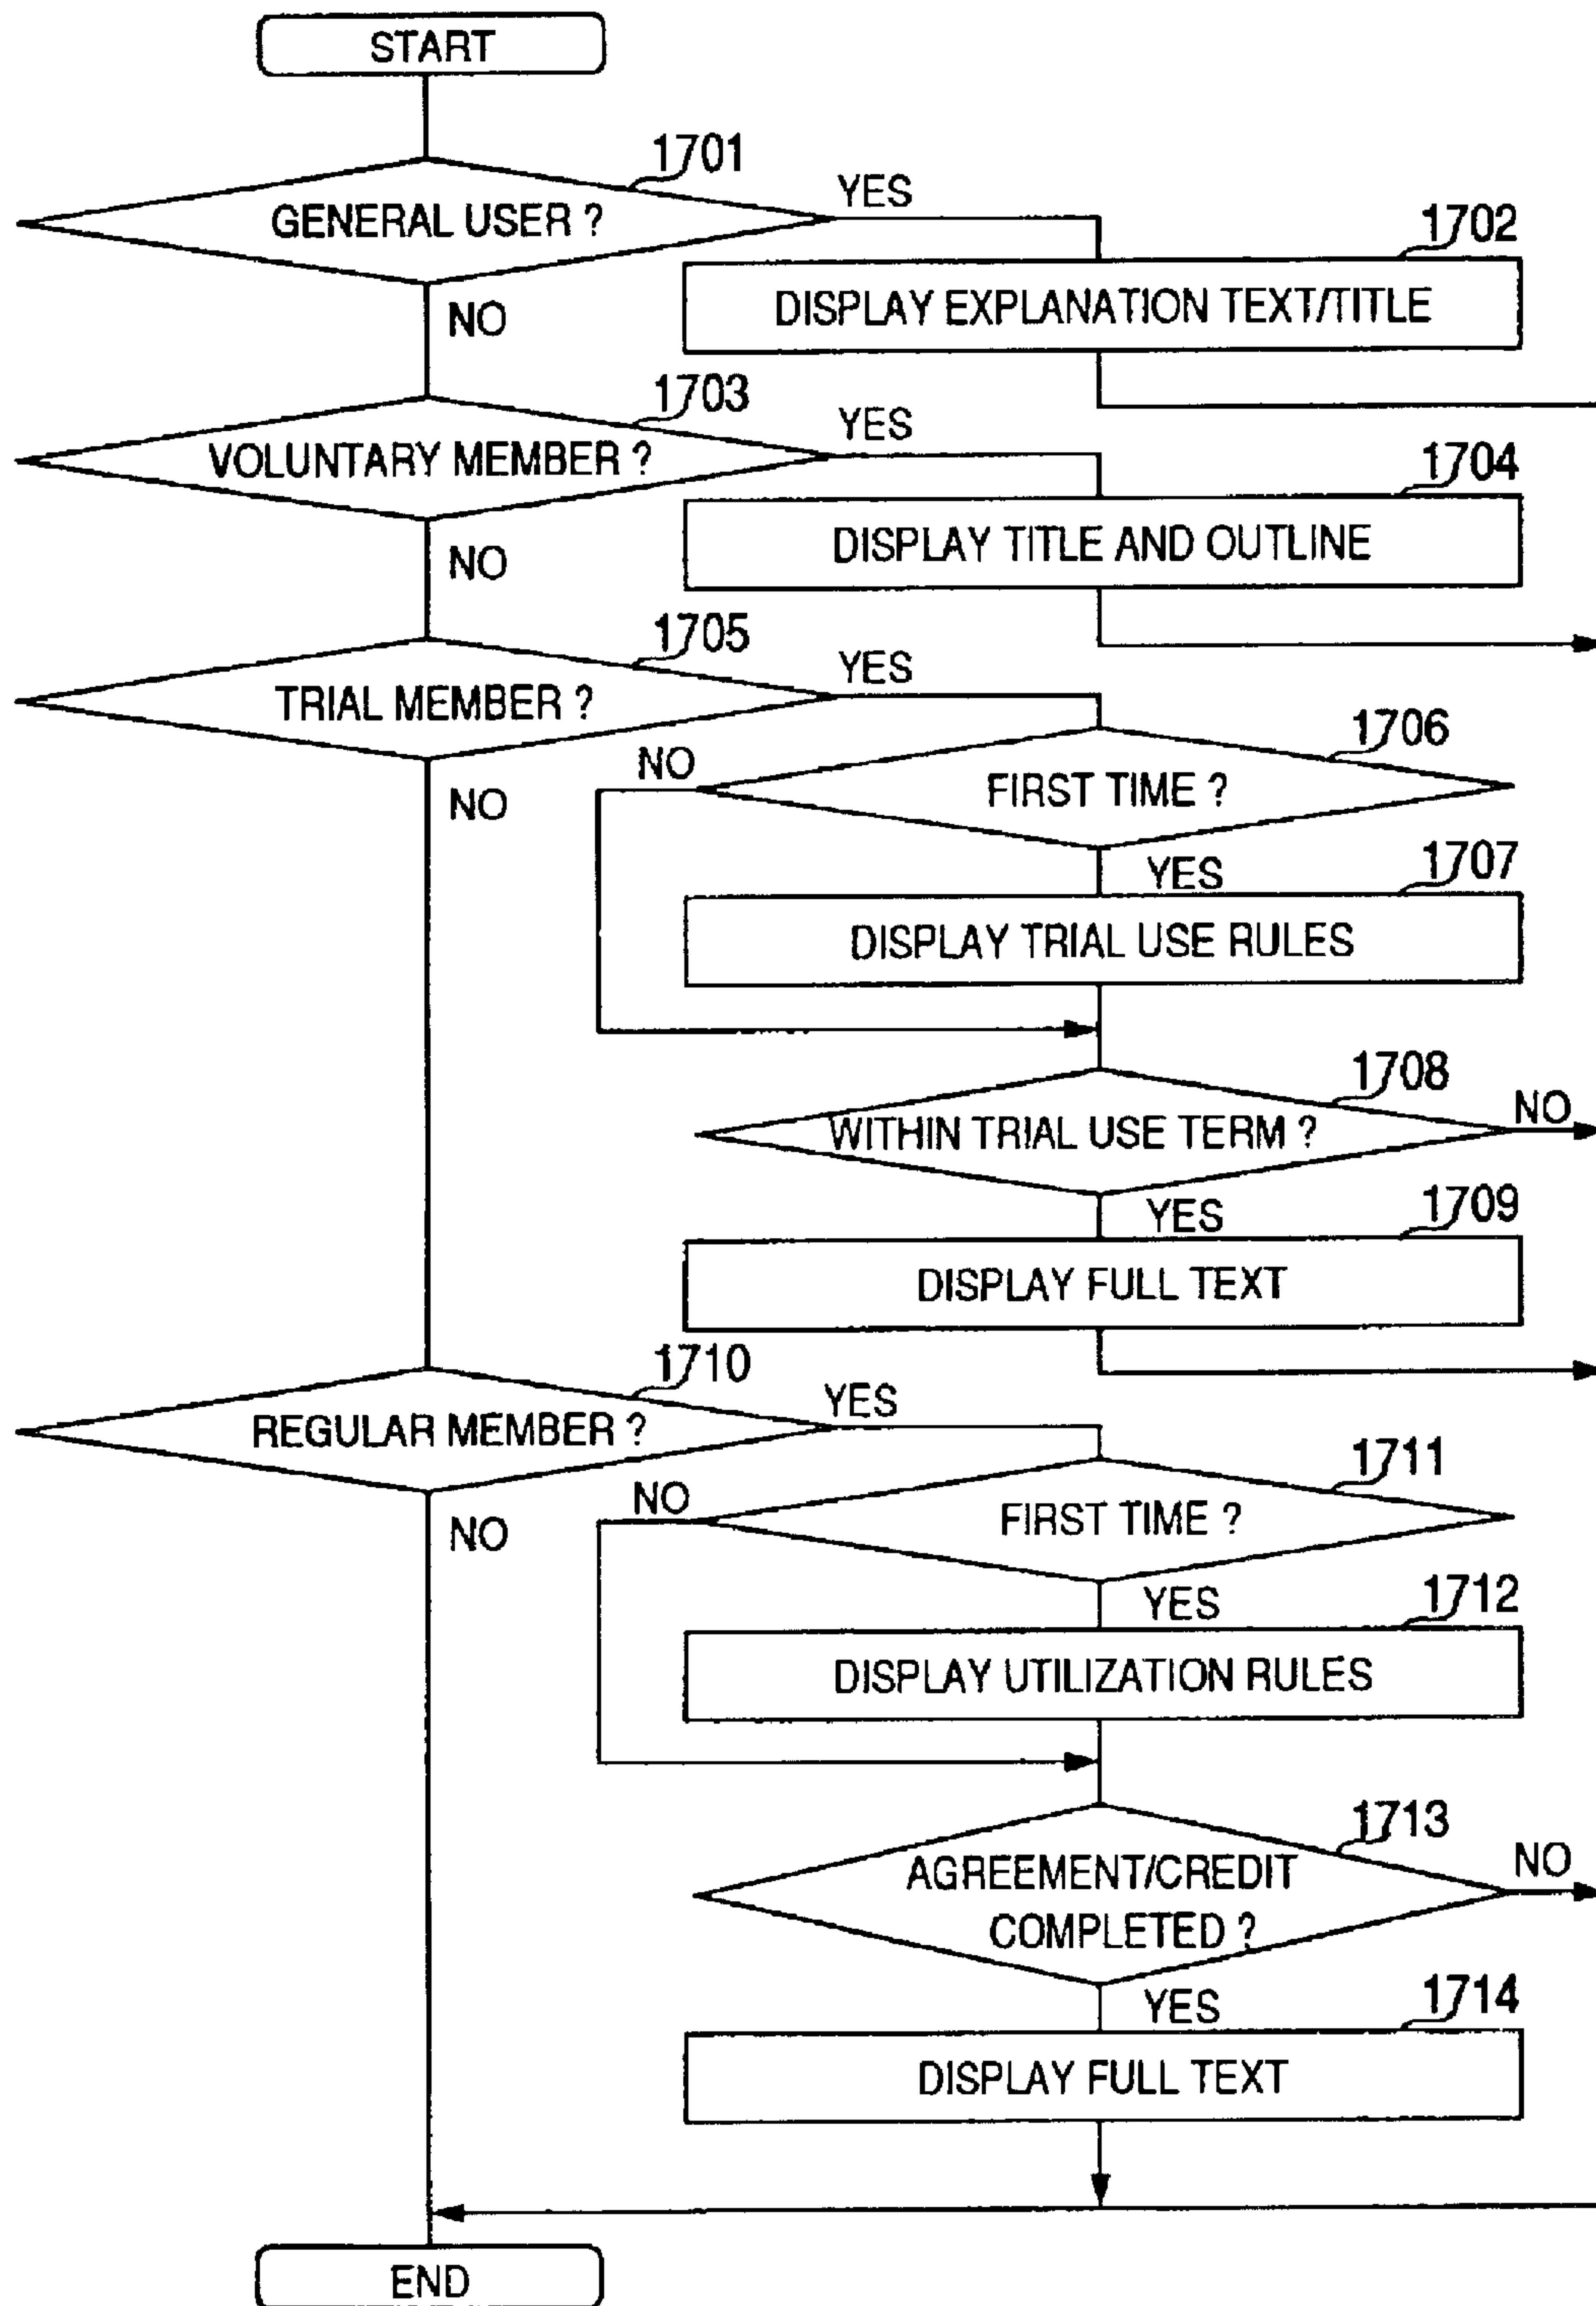 START
1701
GENERAL USER ?
YES
NO
1702
DISPLAY EXPLANATION TEXT/TITLE
1703
VOLUNTARY MEMBER ?
YES
NO
1704
DISPLAY TITLE AND OUTLINE
1705
TRIAL MEMBER ?
YES
NO
1706
FIRST TIME ?
NO
YES
1707
DISPLAY TRIAL USE RULES
1708
WITHIN TRIAL USE TERM ?
NO
YES
1709
DISPLAY FULL TEXT
1710
REGULAR MEMBER ?
YES
NO
1711
FIRST TIME ?
NO
YES
1712
DISPLAY UTILIZATION RULES
1713
AGREEMENT/CREDIT
COMPLETED ?
NO
YES
1714
DISPLAY FULL TEXT
END